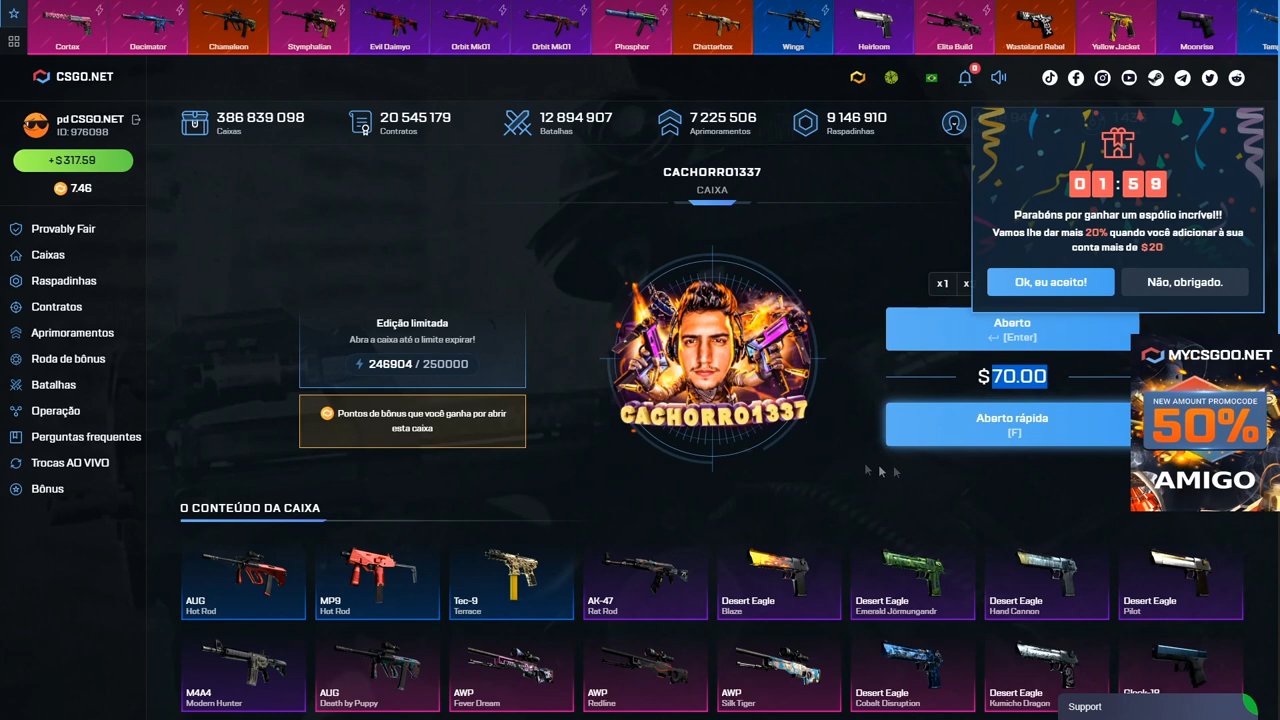 Cortex
Decimator
Chameleon
Stymphalian
Evil Daimyo
Orbit Mk01
Orbit Mk01
Phosphor
Chatterbox
Wings
Heirloom
Elite Build
Wasteland Rebel
Yellow Jacket
Moonrise
CSGO.NET
0
pd CSGO.NET
ID: 976098
+$317.59
7.46
386 839 098
Caixas
20 545 179
Contratos
12 894 907
Batalhas
7 225 506
Aprimoramentos
9 146 910
Raspadinhas
Provably Fair
Caixas
Raspadinhas
Contratos
Aprimoramentos
Roda de bônus
Batalhas
Operação
Perguntas frequentes
Trocas AO VIVO
Bônus
CACHORRO1337
CAIXA
01:59
Parabéns por ganhar um espólio incrível!!
Vamos lhe dar mais 20% quando você adicionar à sua
conta mais de $20
Ok, eu aceito!
Não, obrigado.
Edição limitada
Abra a caixa até o limite expirar!
246904 / 250000
Pontos de bônus que você ganha por abrir
esta caixa
CACHORRO1337
x1
x
Aberto
[Enter]
$70.00
Aberto rápida
[F]
MYCSGOO.NET
NEW AMOUNT PROMOCODE
50%
AMIGO
O CONTEÚDO DA CAIXA
AUG
Hot Rod
MP9
Hot Rod
Tec-9
Terrace
AK-47
Rat Rod
Desert Eagle
Blaze
Desert Eagle
Emerald Jörmungandr
Desert Eagle
Hand Cannon
Desert Eagle
Pilot
M4A4
Modern Hunter
AUG
Death by Puppy
AWP
Fever Dream
AWP
Redline
AWP
Silk Tiger
Desert Eagle
Cobalt Disruption
Desert Eagle
Kumicho Dragon
Glock-18
Support